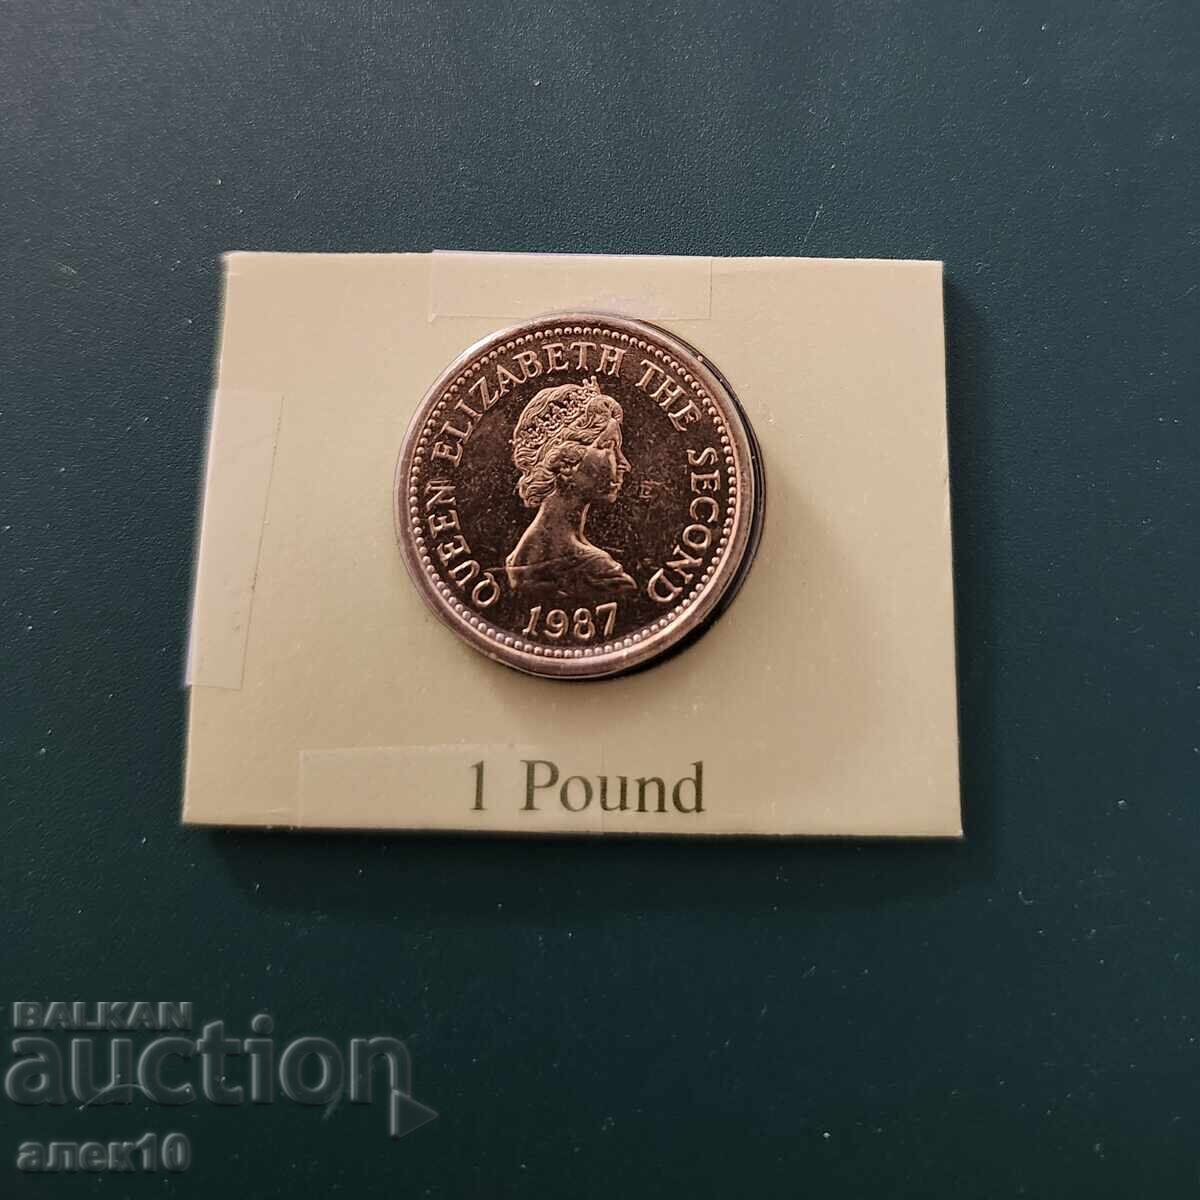 QUEEN ELIZABETH THE SECOND
1987
1 Pound
BALKAN
auction
алек10